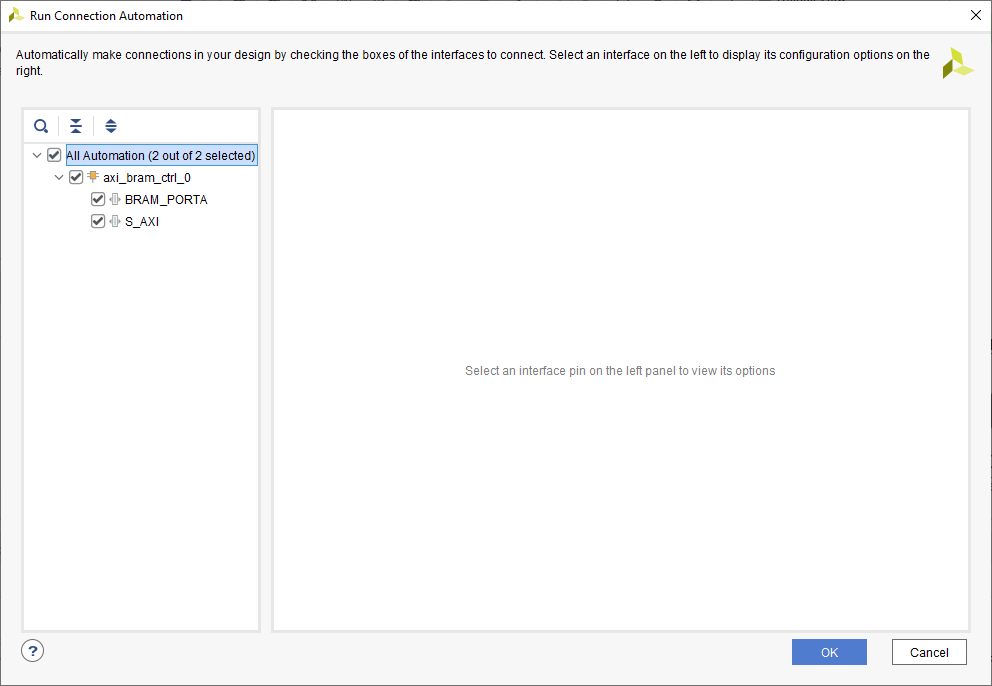 Run Connection Automation
Automatically make connections in your design by checking the boxes of the interfaces to connect. Select an interface on the left to display its configuration options on the
right.
All Automation (2 out of 2 selected)
axi_bram_ctrl_0
BRAM_PORTA
S_AXI
Select an interface pin on the left panel to view its options
?
OK
Cancel